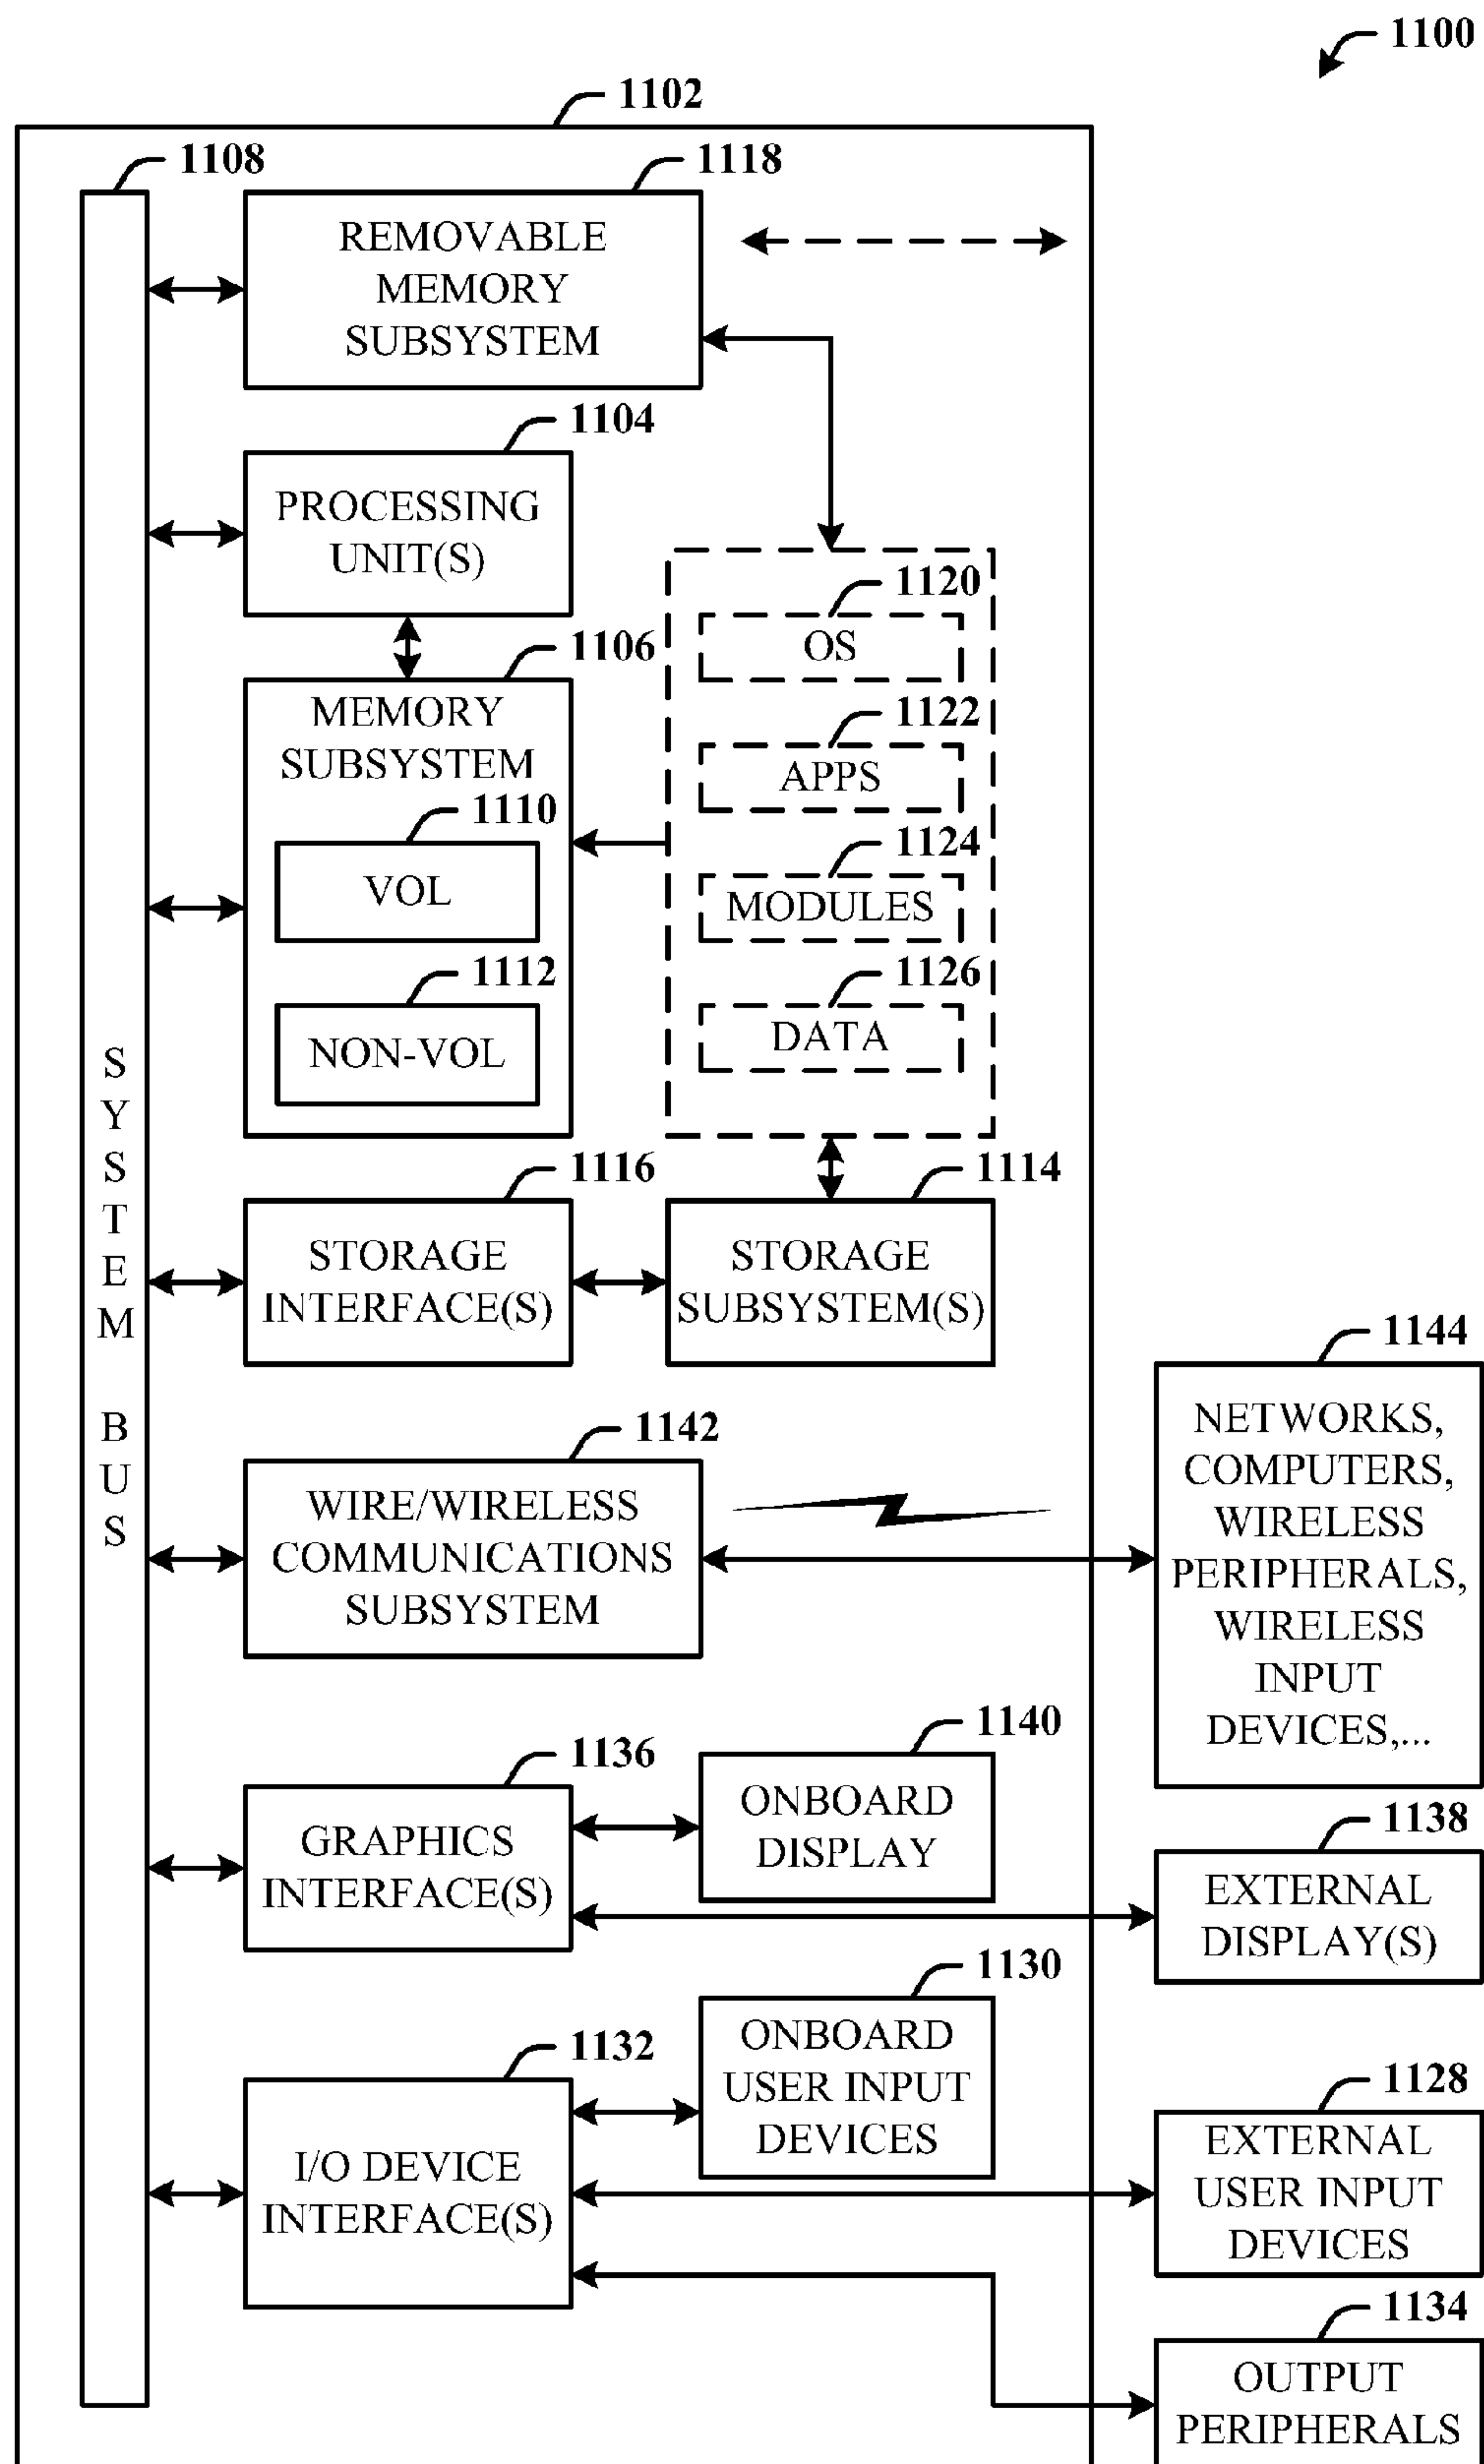 1100
1102
1108
1118
REMOVABLE
MEMORY
SUBSYSTEM
1104
PROCESSING
UNIT(S)
1106
MEMORY
SUBSYSTEM
1110
VOL
1112
NON-VOL
1120
OS
1122
APPS
1124
MODULES
1126
DATA
SYSTEM BUS
1116
STORAGE
INTERFACE(S)
1114
STORAGE
SUBSYSTEM(S)
1142
WIRE/WIRELESS
COMMUNICATIONS
SUBSYSTEM
1144
NETWORKS,
COMPUTERS,
WIRELESS
PERIPHERALS,
WIRELESS
INPUT
DEVICES,...
1136
GRAPHICS
INTERFACE(S)
1140
ONBOARD
DISPLAY
1138
EXTERNAL
DISPLAY(S)
1132
I/O DEVICE
INTERFACE(S)
1130
ONBOARD
USER INPUT
DEVICES
1128
EXTERNAL
USER INPUT
DEVICES
1134
OUTPUT
PERIPHERALS